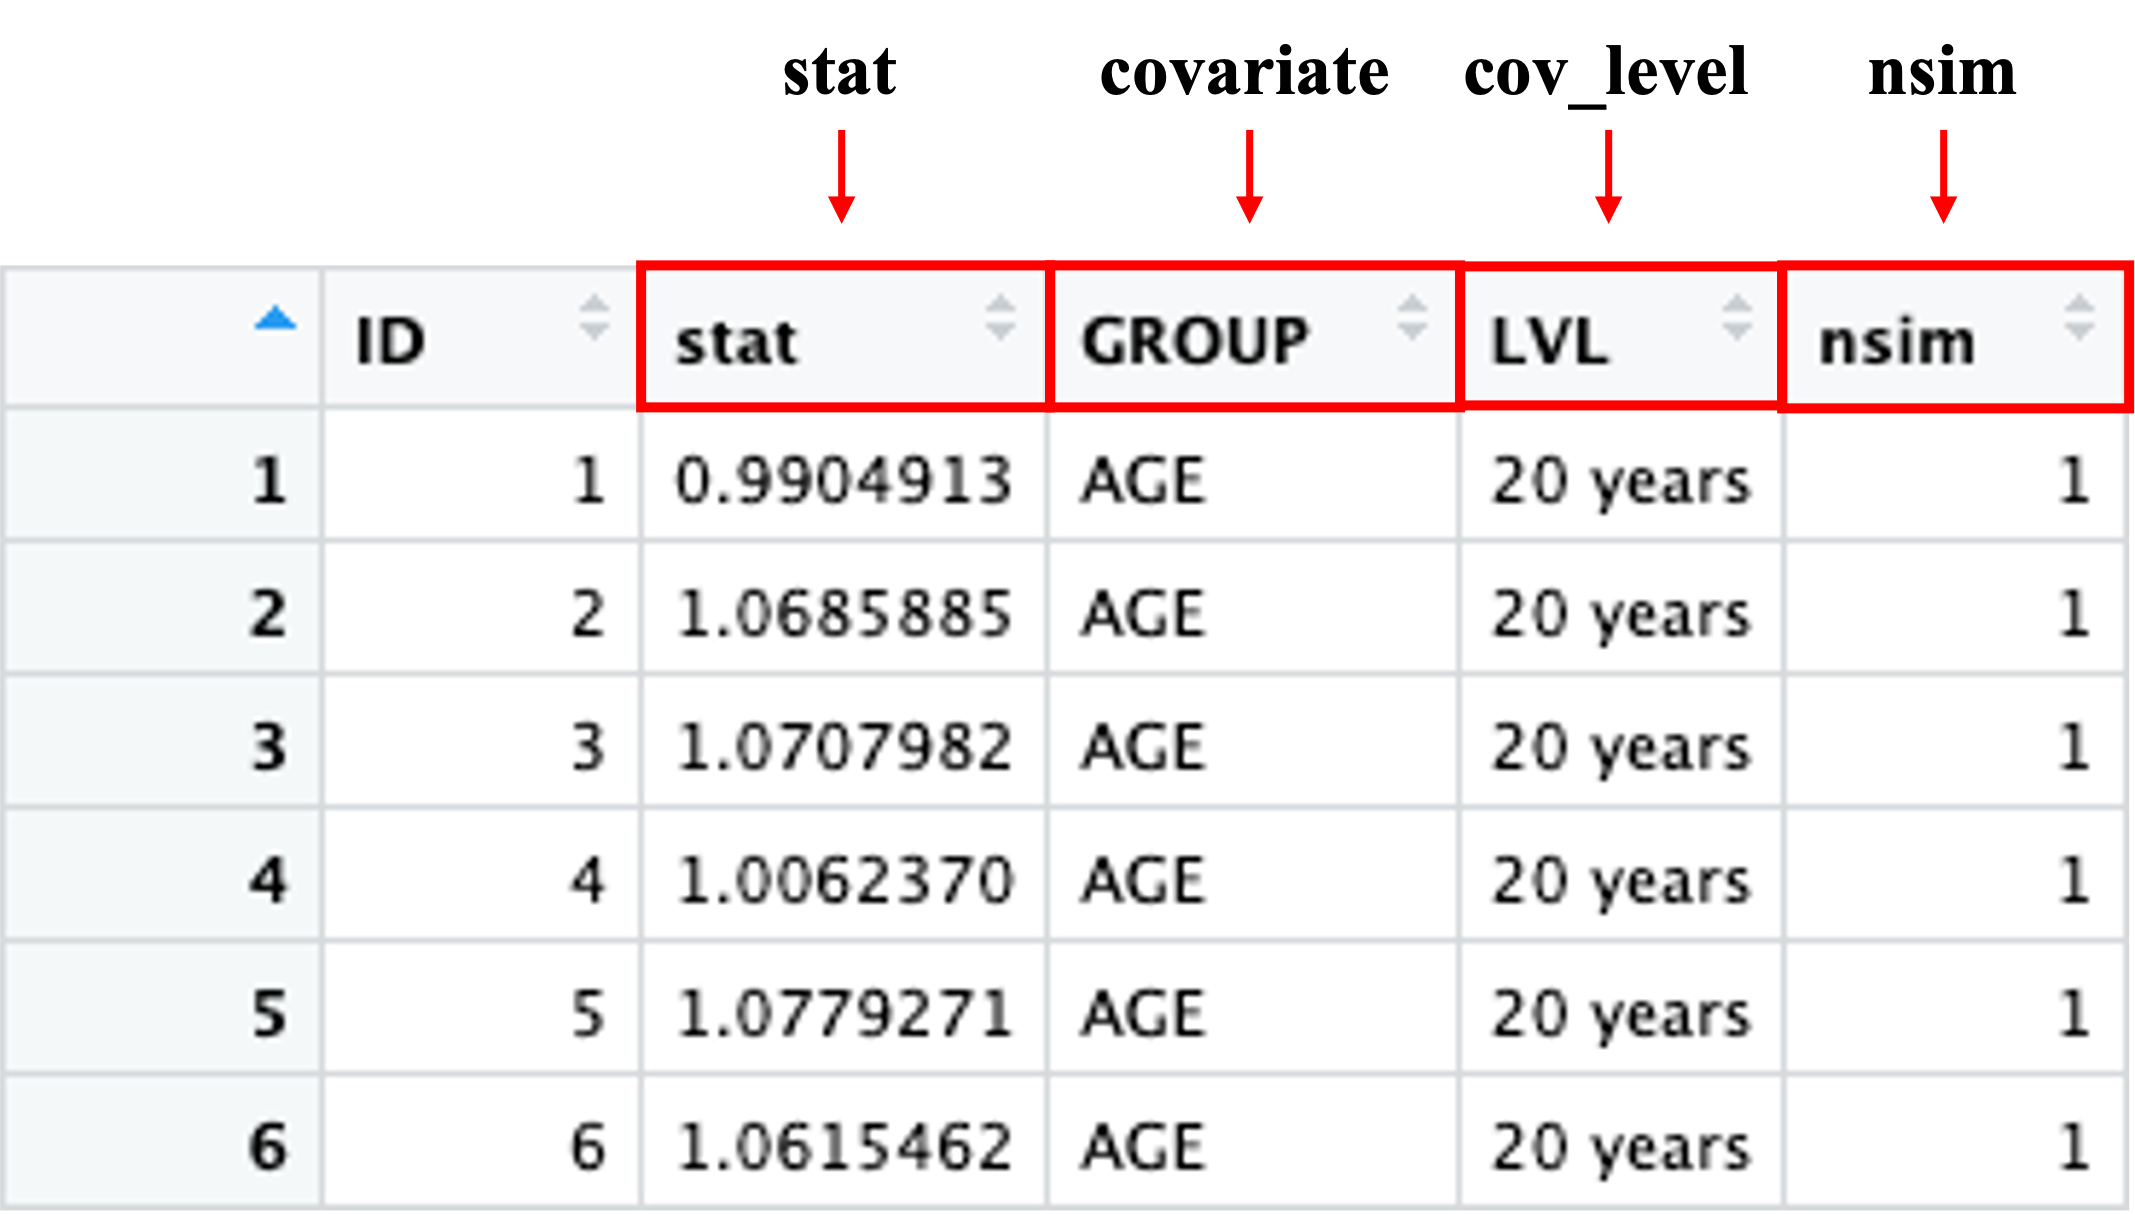 stat covariate cov_level nsim
ID stat GROUP LVL nsim
1 1 0.9904913 AGE 20 years 1
2 2 1.0685885 AGE 20 years 1
3 3 1.0707982 AGE 20 years 1
4 4 1.0062370 AGE 20 years 1
5 5 1.0779271 AGE 20 years 1
6 6 1.0615462 AGE 20 years 1